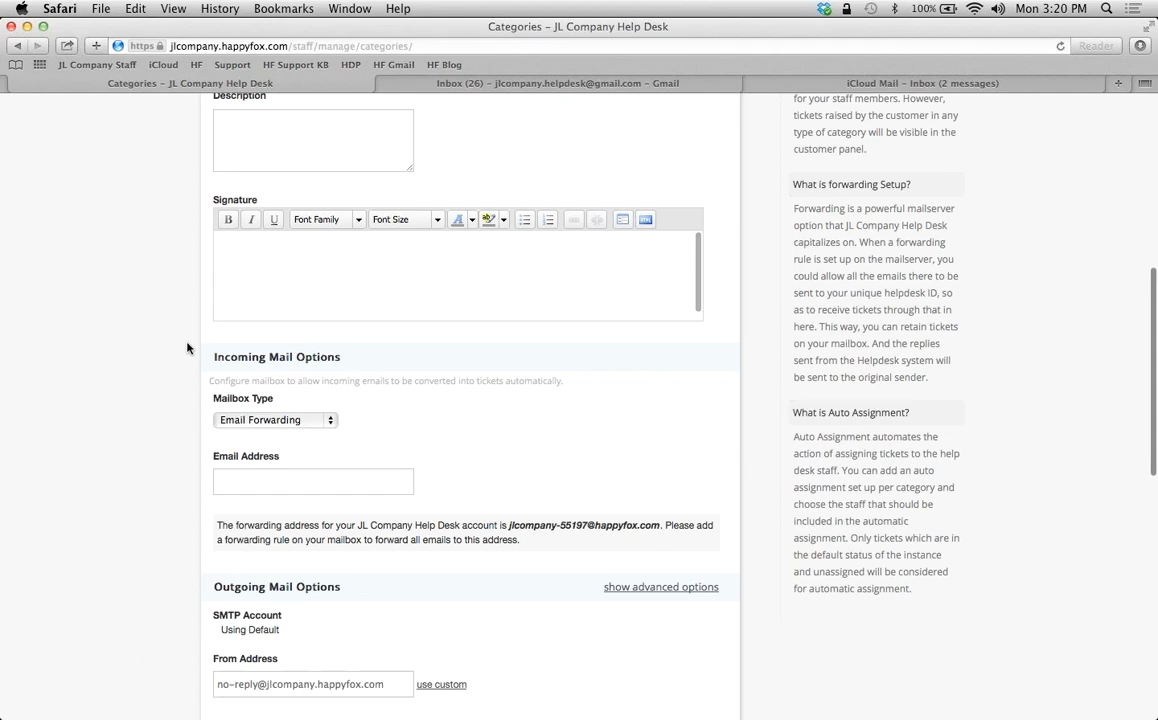 Safari File Edit View History Bookmarks Window Help 100% Mon 3:20 PM
Categories – JL Company Help Desk
https jlcompany.happyfox.com/staff/manage/categories/ Reader
JL Company Staff iCloud HF Support HF Support KB HDP HF Gmail HF Blog
Categories – JL Company Help Desk Inbox (26) – jlcompany.helpdesk@gmail.com – Gmail iCloud Mail – Inbox (2 messages)
Description
Signature
B I U Font Family Font Size A ab
Incoming Mail Options
Configure mailbox to allow incoming emails to be converted into tickets automatically.
Mailbox Type
Email Forwarding
Email Address
The forwarding address for your JL Company Help Desk account is jlcompany-55197@happyfox.com. Please add
a forwarding rule on your mailbox to forward all emails to this address.
Outgoing Mail Options show advanced options
SMTP Account
Using Default
From Address
no-reply@jlcompany.happyfox.com use custom
for your staff members. However,
tickets raised by the customer in any
type of category will be visible in the
customer panel.
What is forwarding Setup?
Forwarding is a powerful mailserver
option that JL Company Help Desk
capitalizes on. When a forwarding
rule is set up on the mailserver, you
could allow all the emails there to be
sent to your unique helpdesk ID, so
as to receive tickets through that in
here. This way, you can retain tickets
on your mailbox. And the replies
sent from the Helpdesk system will
be sent to the original sender.
What is Auto Assignment?
Auto Assignment automates the
action of assigning tickets to the help
desk staff. You can add an auto
assignment set up per category and
choose the staff that should be
included in the automatic
assignment. Only tickets which are in
the default status of the instance
and unassigned will be considered
for automatic assignment.